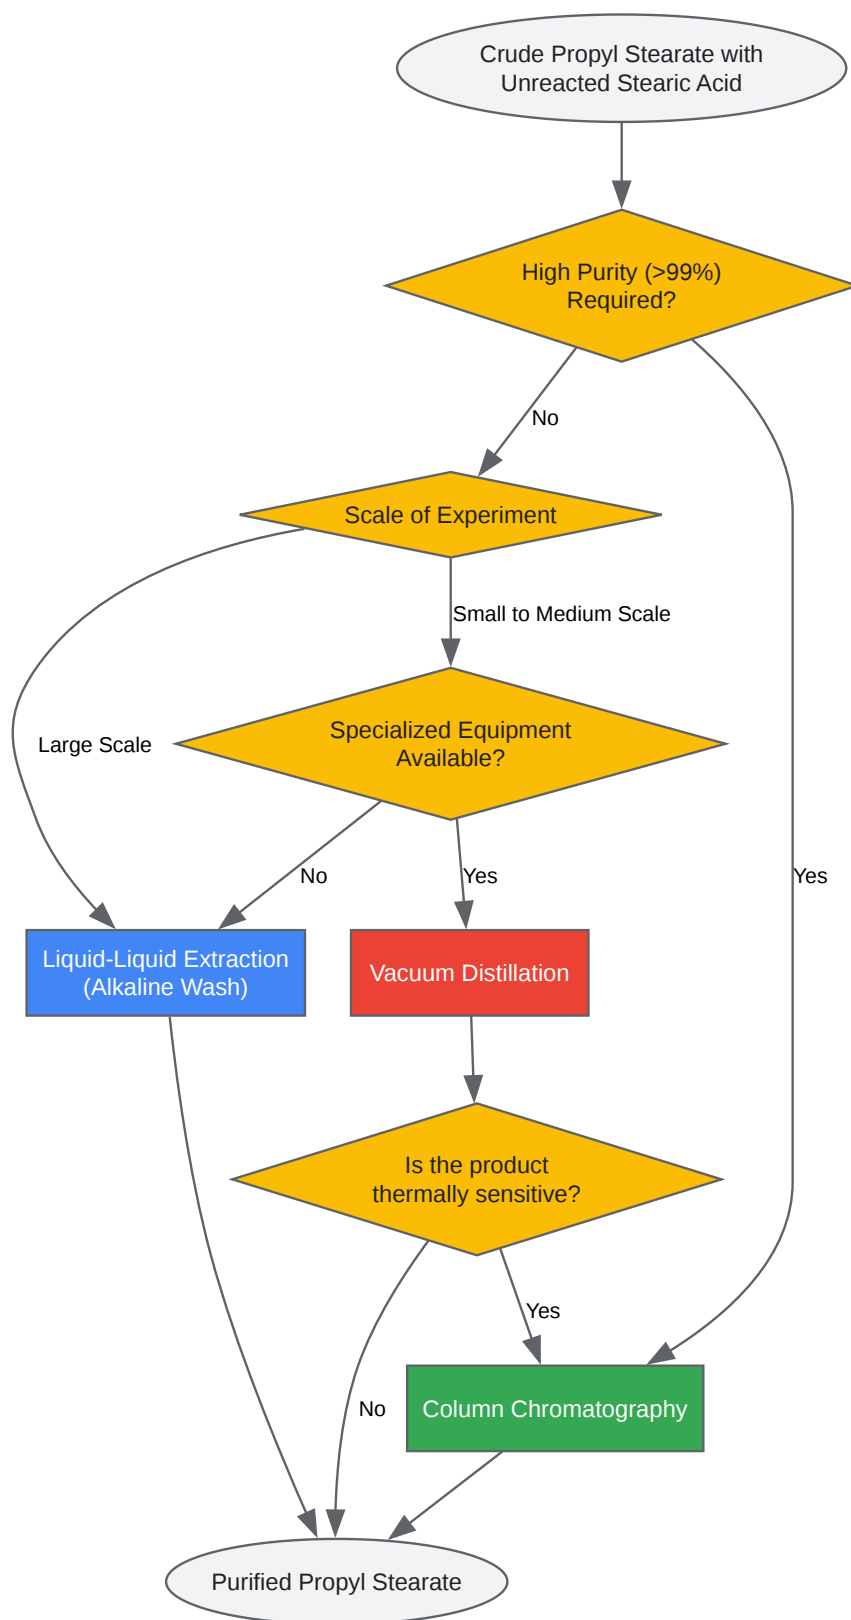 Crude Propyl Stearate with
Unreacted Stearic Acid
High Purity (>99%)
Required?
No
Scale of Experiment
Small to Medium Scale
Specialized Equipment
Available?
Large Scale
No
Yes
Yes
Liquid-Liquid Extraction
(Alkaline Wash)
Vacuum Distillation
Is the product
thermally sensitive?
Yes
No
Column Chromatography
Purified Propyl Stearate